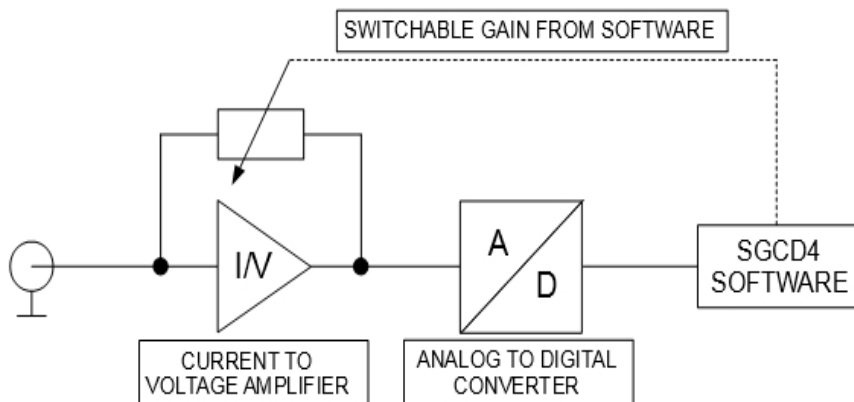 SWITCHABLE GAIN FROM SOFTWARE
I/V
A
D
SGCD4
SOFTWARE
CURRENT TO
VOLTAGE AMPLIFIER
ANALOG TO DIGITAL
CONVERTER